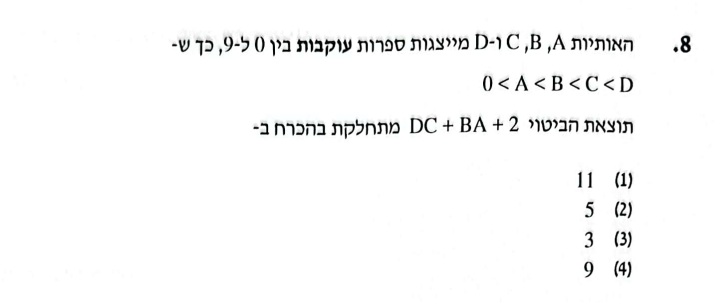 8. האותיות A, B, C ו-D מייצגות ספרות עוקבות בין 0 ל-9, כך ש-
0 < A < B < C < D
תוצאת הביטוי DC + BA + 2 מתחלקת בהכרח ב-
(1) 11
(2) 5
(3) 3
(4) 9